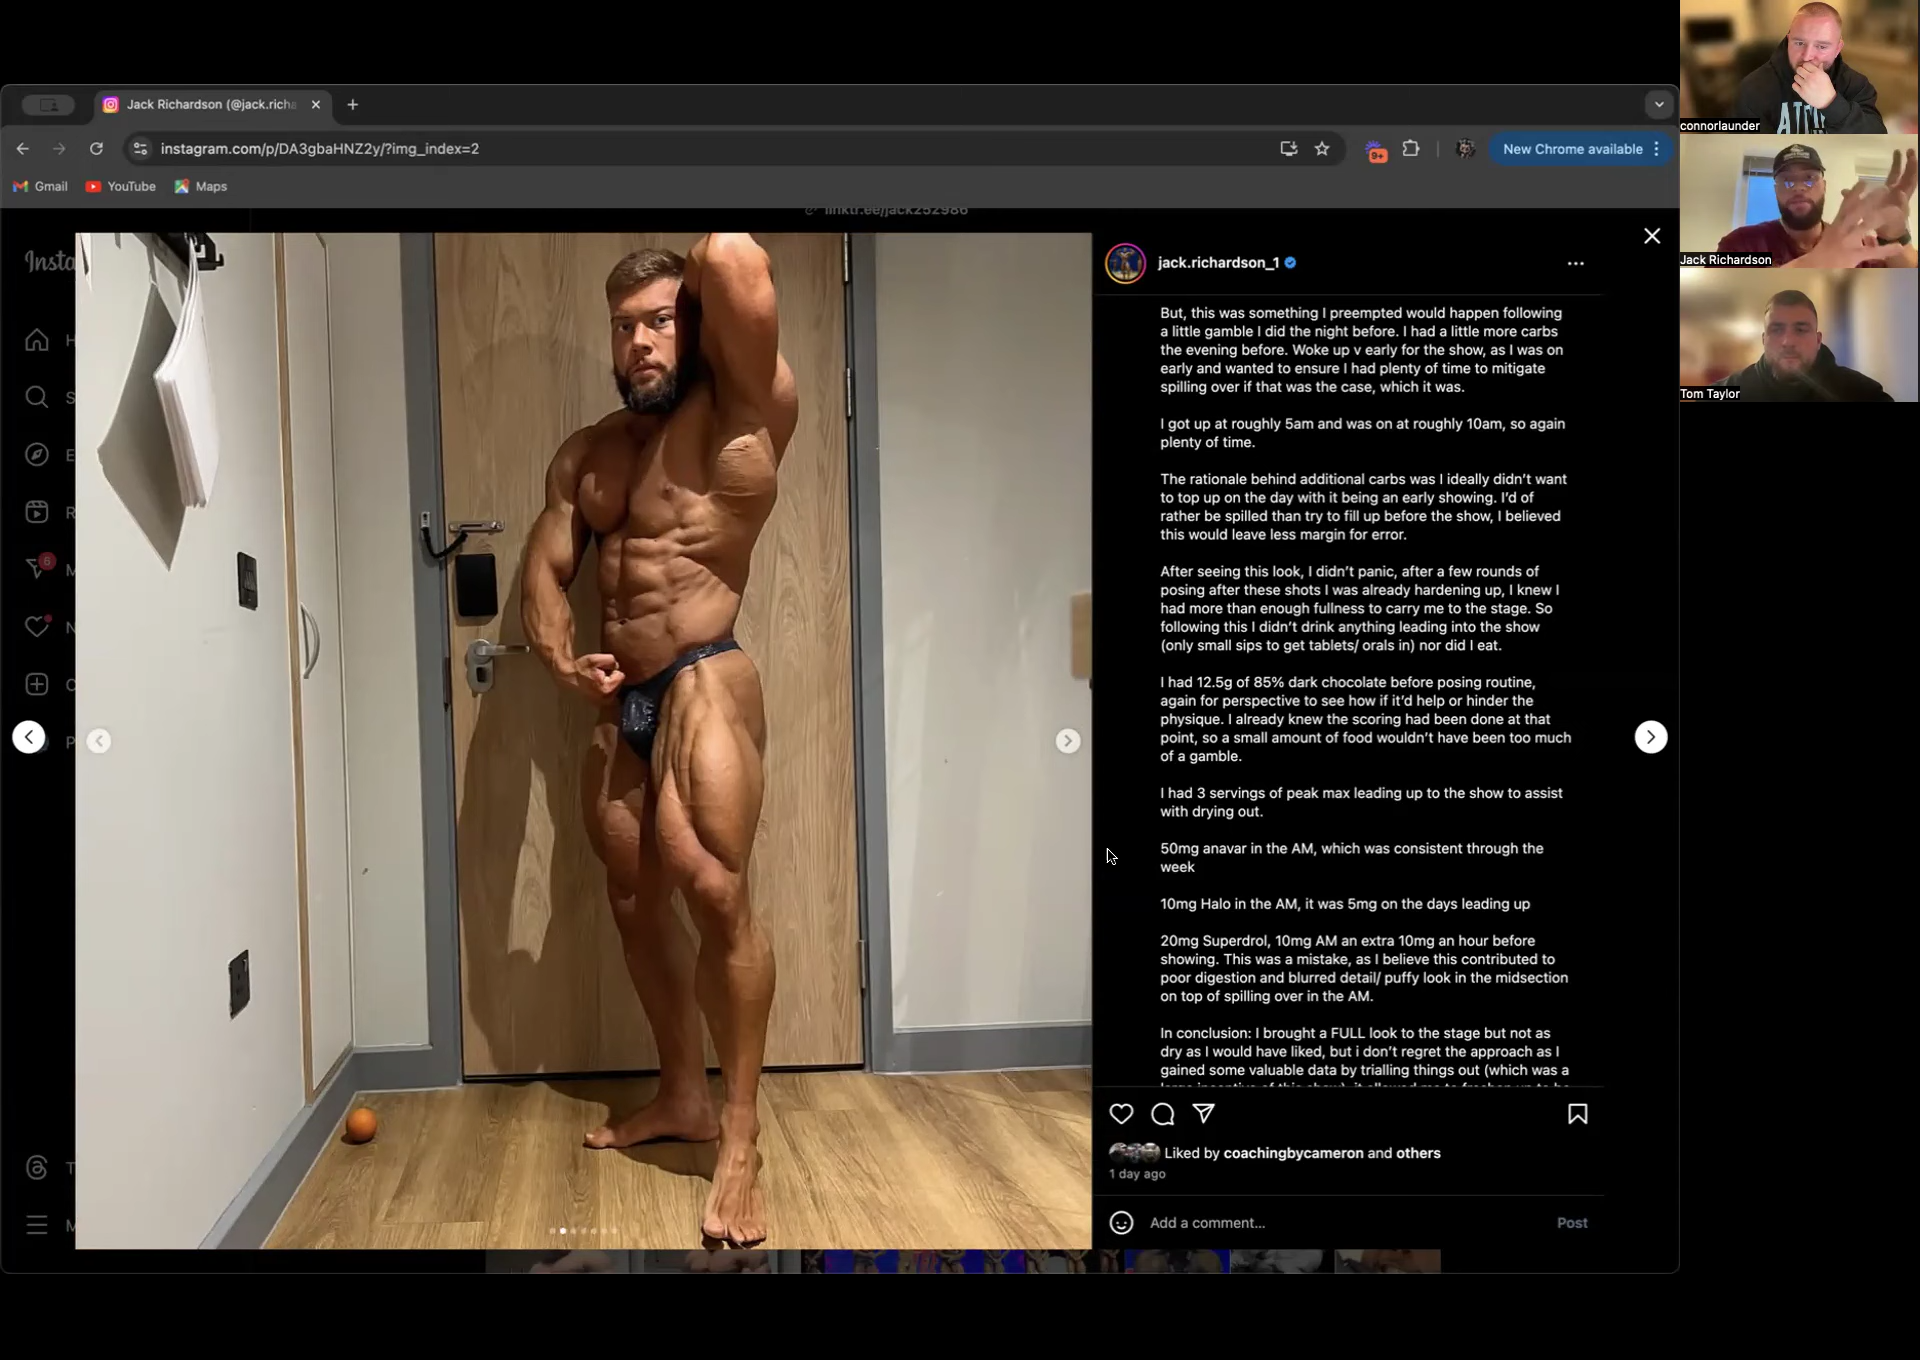 connorlaunder
Jack Richardson
Tom Taylor
Jack Richardson (@jack.rich
instagram.com/p/DA3gbaHNZ2y/?img_index=2
9+
New Chrome available
Gmail YouTube Maps
linktr.ee/jack252986
Insta
H
S
E
R
6
M
N
C
P
T
M
jack.richardson_1
But, this was something I preempted would happen following
a little gamble I did the night before. I had a little more carbs
the evening before. Woke up v early for the show, as I was on
early and wanted to ensure I had plenty of time to mitigate
spilling over if that was the case, which it was.
I got up at roughly 5am and was on at roughly 10am, so again
plenty of time.
The rationale behind additional carbs was I ideally didn't want
to top up on the day with it being an early showing. I'd of
rather be spilled than try to fill up before the show, I believed
this would leave less margin for error.
After seeing this look, I didn't panic, after a few rounds of
posing after these shots I was already hardening up, I knew I
had more than enough fullness to carry me to the stage. So
following this I didn't drink anything leading into the show
(only small sips to get tablets/ orals in) nor did I eat.
I had 12.5g of 85% dark chocolate before posing routine,
again for perspective to see how if it'd help or hinder the
physique. I already knew the scoring had been done at that
point, so a small amount of food wouldn't have been too much
of a gamble.
I had 3 servings of peak max leading up to the show to assist
with drying out.
50mg anavar in the AM, which was consistent through the
week
10mg Halo in the AM, it was 5mg on the days leading up
20mg Superdrol, 10mg AM an extra 10mg an hour before
showing. This was a mistake, as I believe this contributed to
poor digestion and blurred detail/ puffy look in the midsection
on top of spilling over in the AM.
In conclusion: I brought a FULL look to the stage but not as
dry as I would have liked, but i don't regret the approach as I
gained some valuable data by trialling things out (which was a
Liked by coachingbycameron and others
1 day ago
Add a comment...
Post